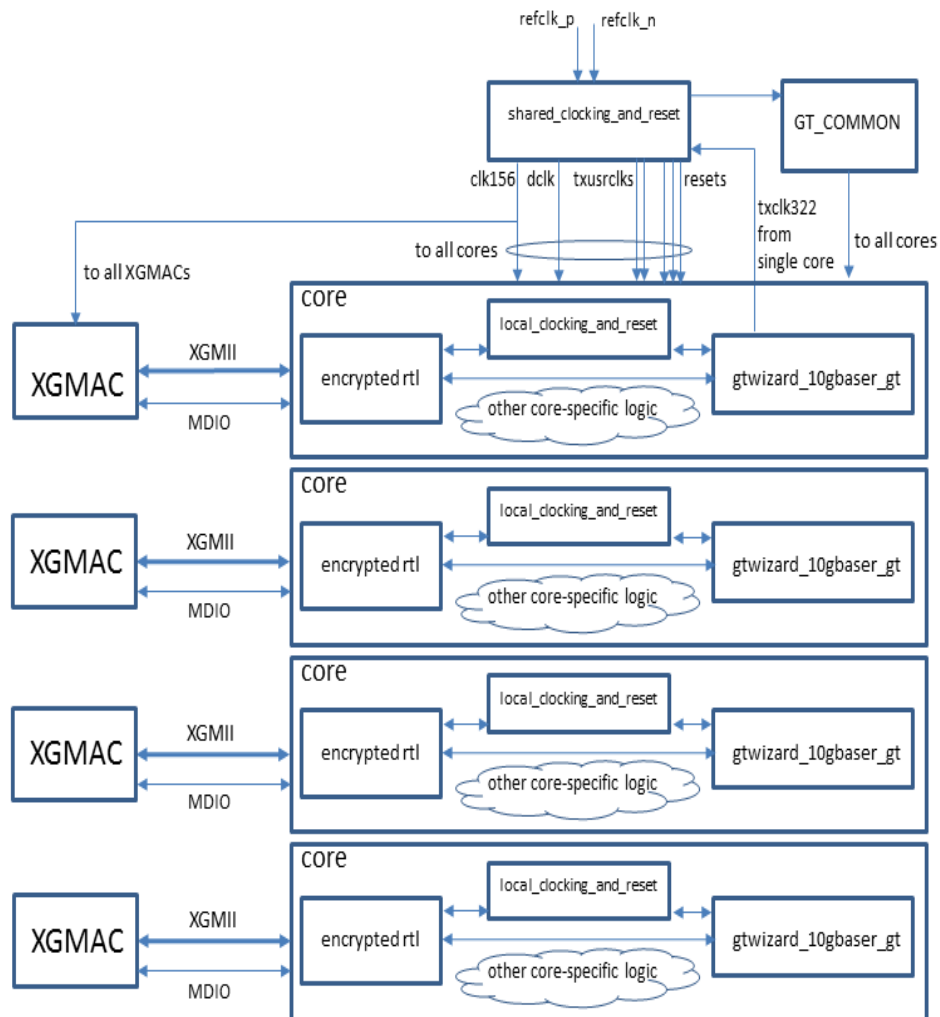 refclk_p
refclk_n
shared_clocking_and_reset
GT_COMMON
clk156
dclk
txusrclks
resets
txclk322
from
single core
to all cores
to all cores
to all XGMACs
core
local_clocking_and_reset
XGMAC
XGMII
MDIO
encrypted rtl
other core-specific logic
gtwizard_10gbaser_gt
core
local_clocking_and_reset
XGMAC
XGMII
MDIO
encrypted rtl
other core-specific logic
gtwizard_10gbaser_gt
core
local_clocking_and_reset
XGMAC
XGMII
MDIO
encrypted rtl
other core-specific logic
gtwizard_10gbaser_gt
core
local_clocking_and_reset
XGMAC
XGMII
MDIO
encrypted rtl
other core-specific logic
gtwizard_10gbaser_gt